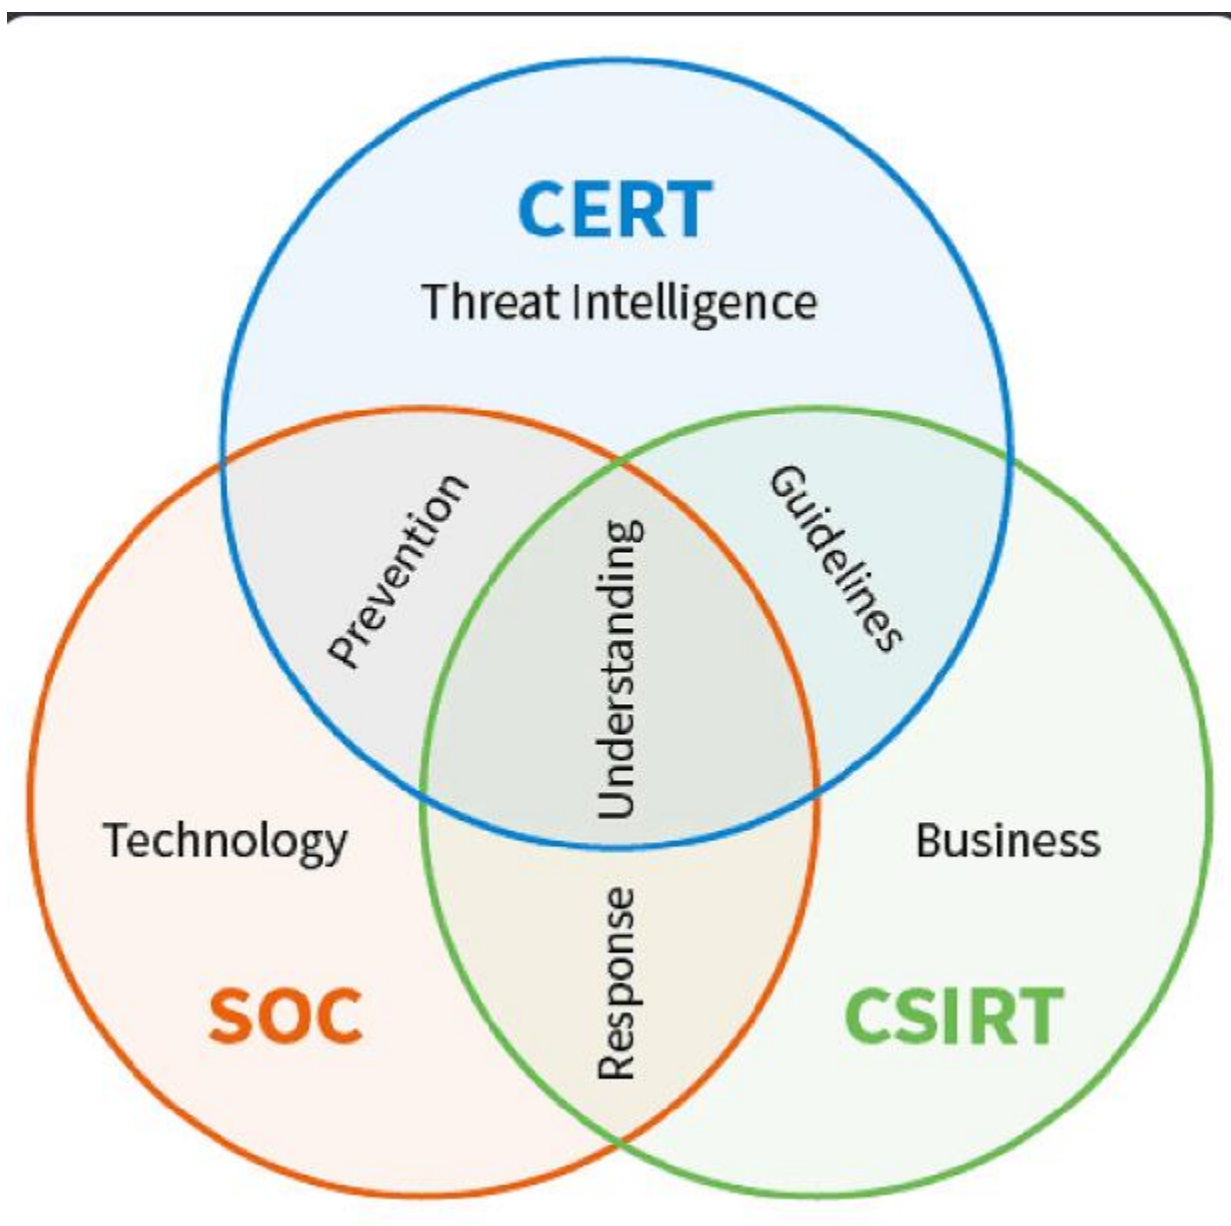 CERT
Threat Intelligence
Prevention
Understanding
Guidelines
Technology
Business
Response
SOC
CSIRT